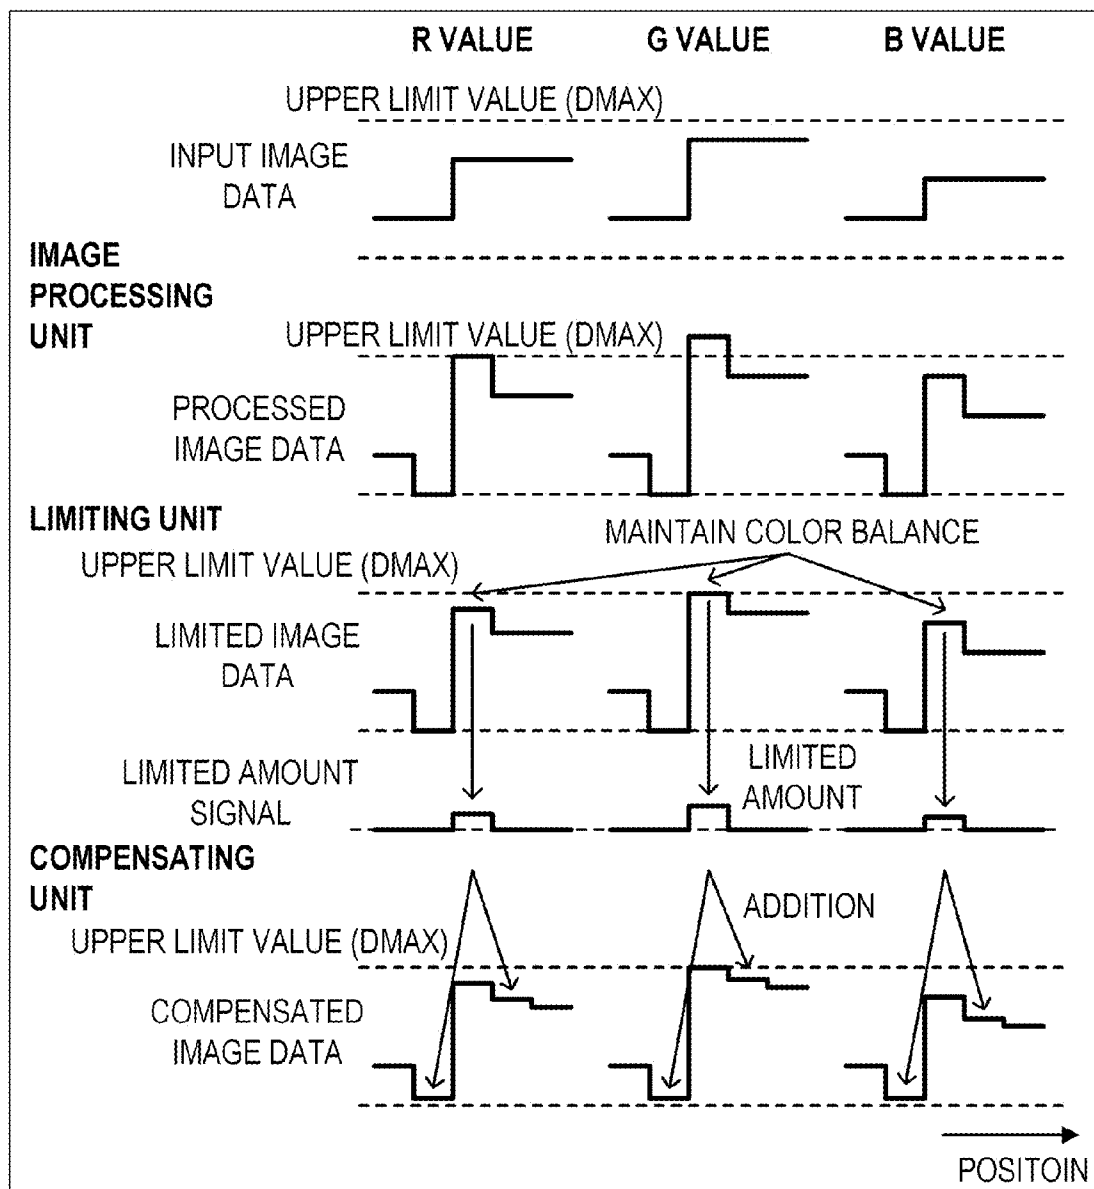 R VALUE G VALUE B VALUE
UPPER LIMIT VALUE (DMAX)
INPUT IMAGE
DATA
IMAGE
PROCESSING
UNIT
UPPER LIMIT VALUE (DMAX)
PROCESSED
IMAGE DATA
LIMITING UNIT
MAINTAIN COLOR BALANCE
UPPER LIMIT VALUE (DMAX)
LIMITED IMAGE
DATA
LIMITED AMOUNT
SIGNAL
LIMITED
AMOUNT
COMPENSATING
UNIT
ADDITION
UPPER LIMIT VALUE (DMAX)
COMPENSATED
IMAGE DATA
POSITOIN